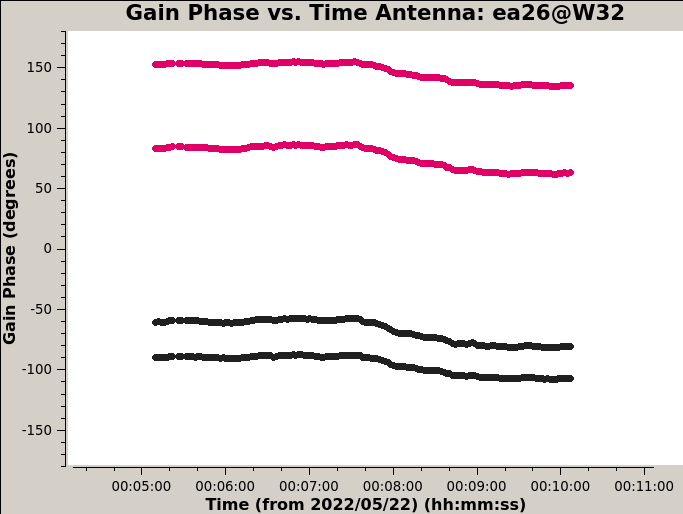 Gain Phase vs. Time Antenna: ea26@W32
Gain Phase (degrees)
150
100
50
0
-50
-100
-150
00:05:00 00:06:00 00:07:00 00:08:00 00:09:00 00:10:00 00:11:00
Time (from 2022/05/22) (hh:mm:ss)